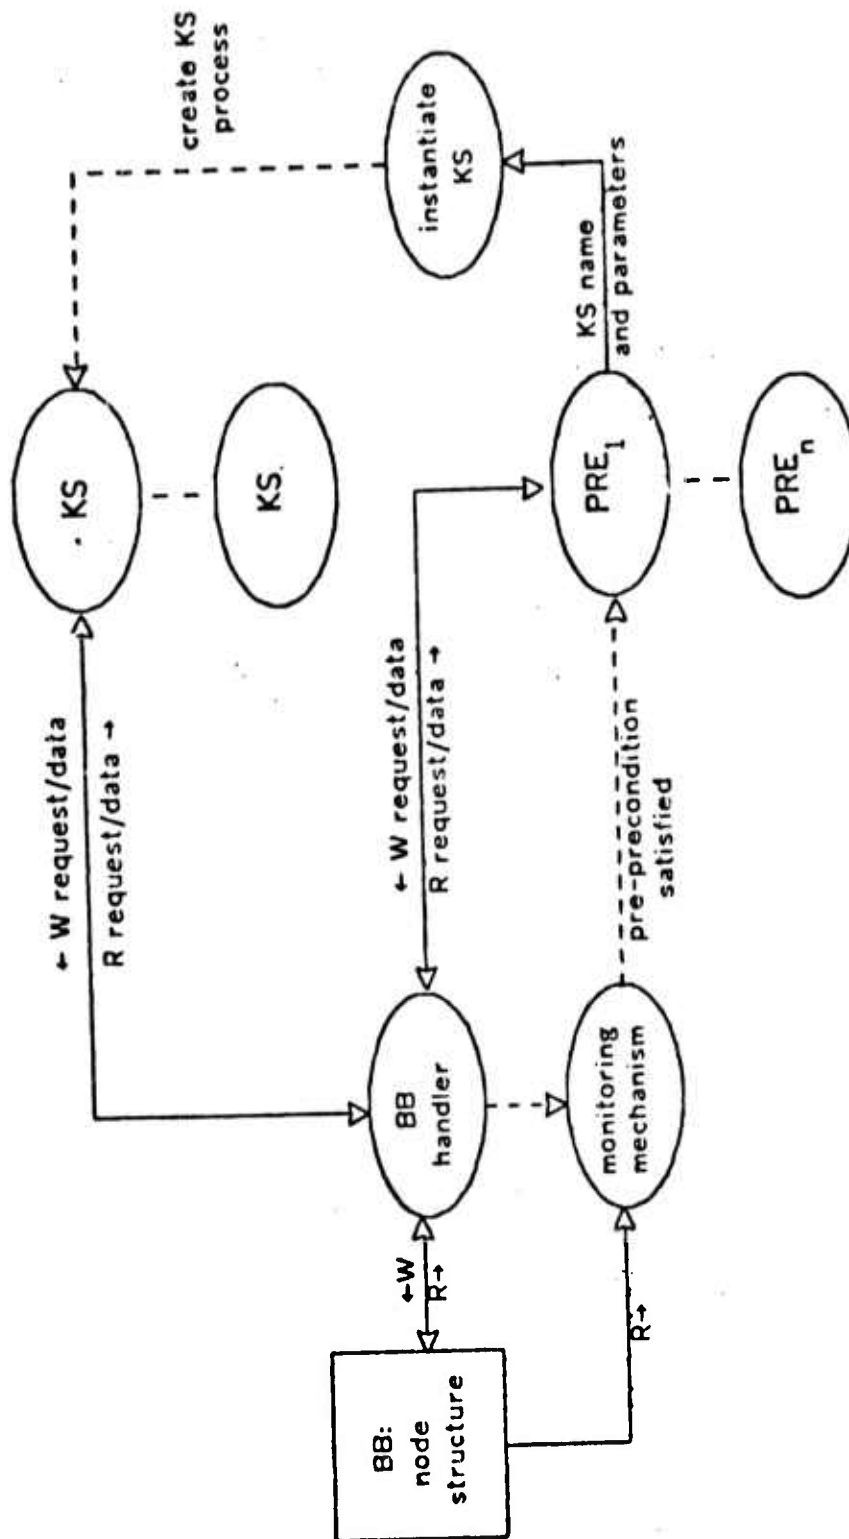 ← W request/data
R request/data →
create KS
process
. KS
KS.
instantiate
KS
← W request/data
R request/data →
KS name
and parameters
BB:
node
structure
←W
R→
BB
handler
R→
monitoring
mechanism
pre-precondition
satisfied
PRE₁
PREₙ